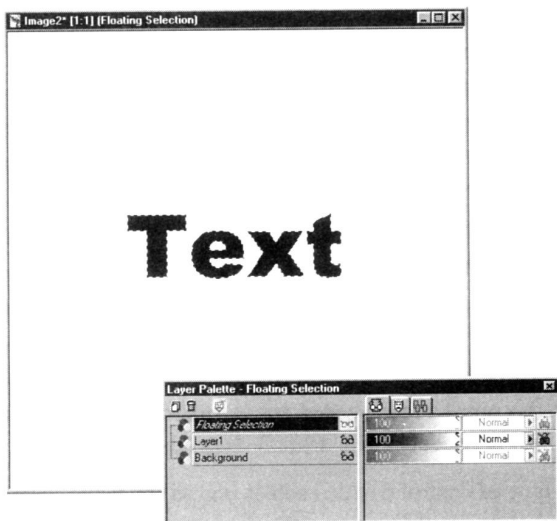 Image2* [1:1] (Floating Selection)
Text
Layer Palette - Floating Selection
Floating Selection 100 Normal
Layer1 100 Normal
Background 100 Normal